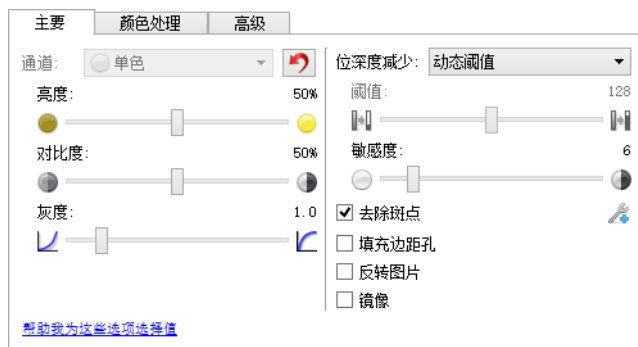 主要 颜色处理 高级
通道: 单色
亮度: 50%
对比度: 50%
灰度: 1.0
帮助我为这些选项选择值
位深度减少: 动态阈值
阈值: 128
敏感度: 6
去除斑点
填充边距孔
反转图片
镜像